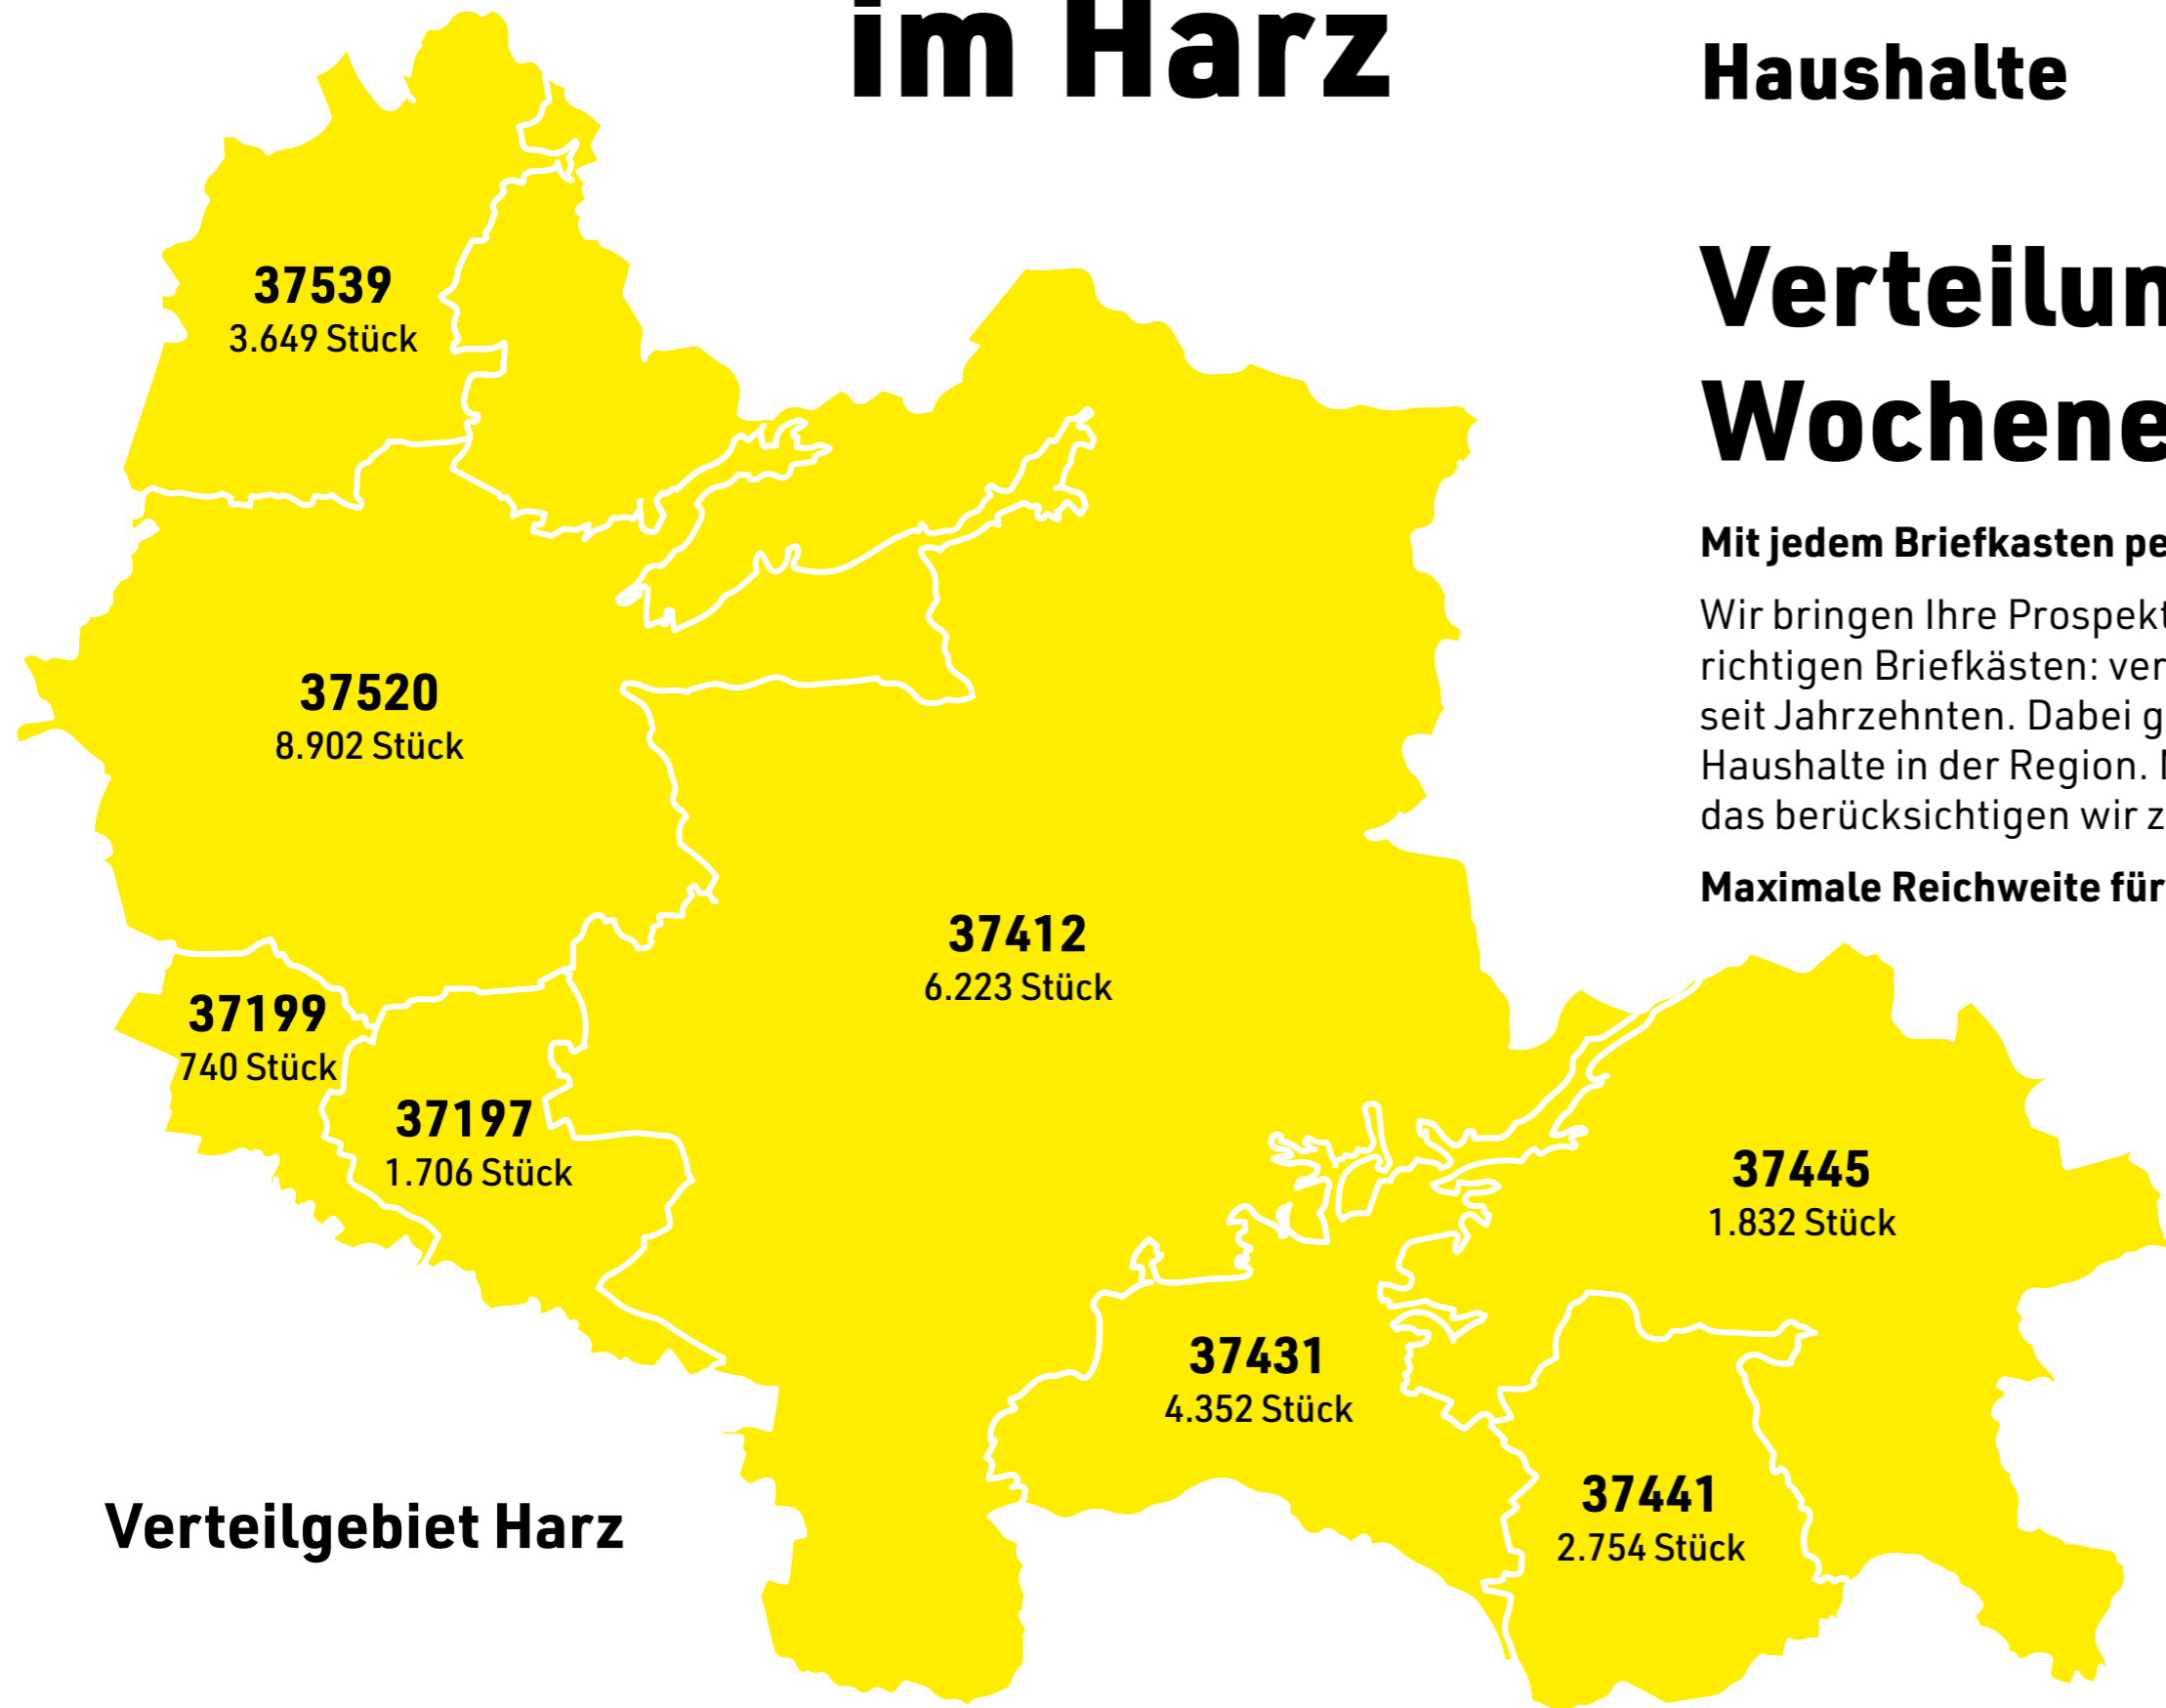 im Harz
Haushalte
37539
3.649 Stück
37520
8.902 Stück
37199
740 Stück
37197
1.706 Stück
37412
6.223 Stück
37431
4.352 Stück
37445
1.832 Stück
37441
2.754 Stück
Verteilgebiet Harz
Verteilun
Wochene
Mit jedem Briefkasten pe
Wir bringen Ihre Prospekt
richtigen Briefkästen: ver
seit Jahrzehnten. Dabei g
Haushalte in der Region.
das berücksichtigen wir z
Maximale Reichweite für